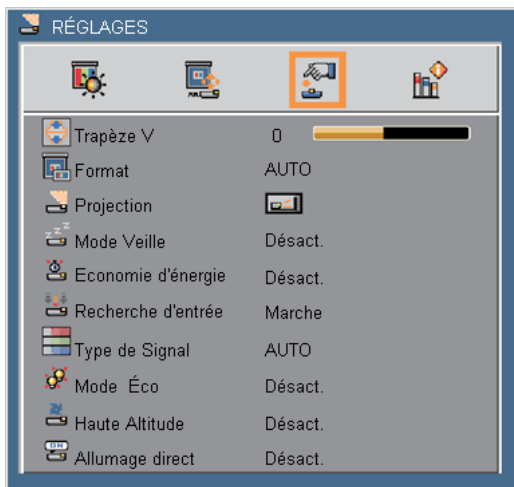 RÉGLAGES
Trapèze V 0
Format AUTO
Projection
Mode Veille Désact.
Economie d'énergie Désact.
Recherche d'entrée Marche
Type de Signal AUTO
Mode Éco Désact.
Haute Altitude Désact.
ON
Allumage direct Désact.